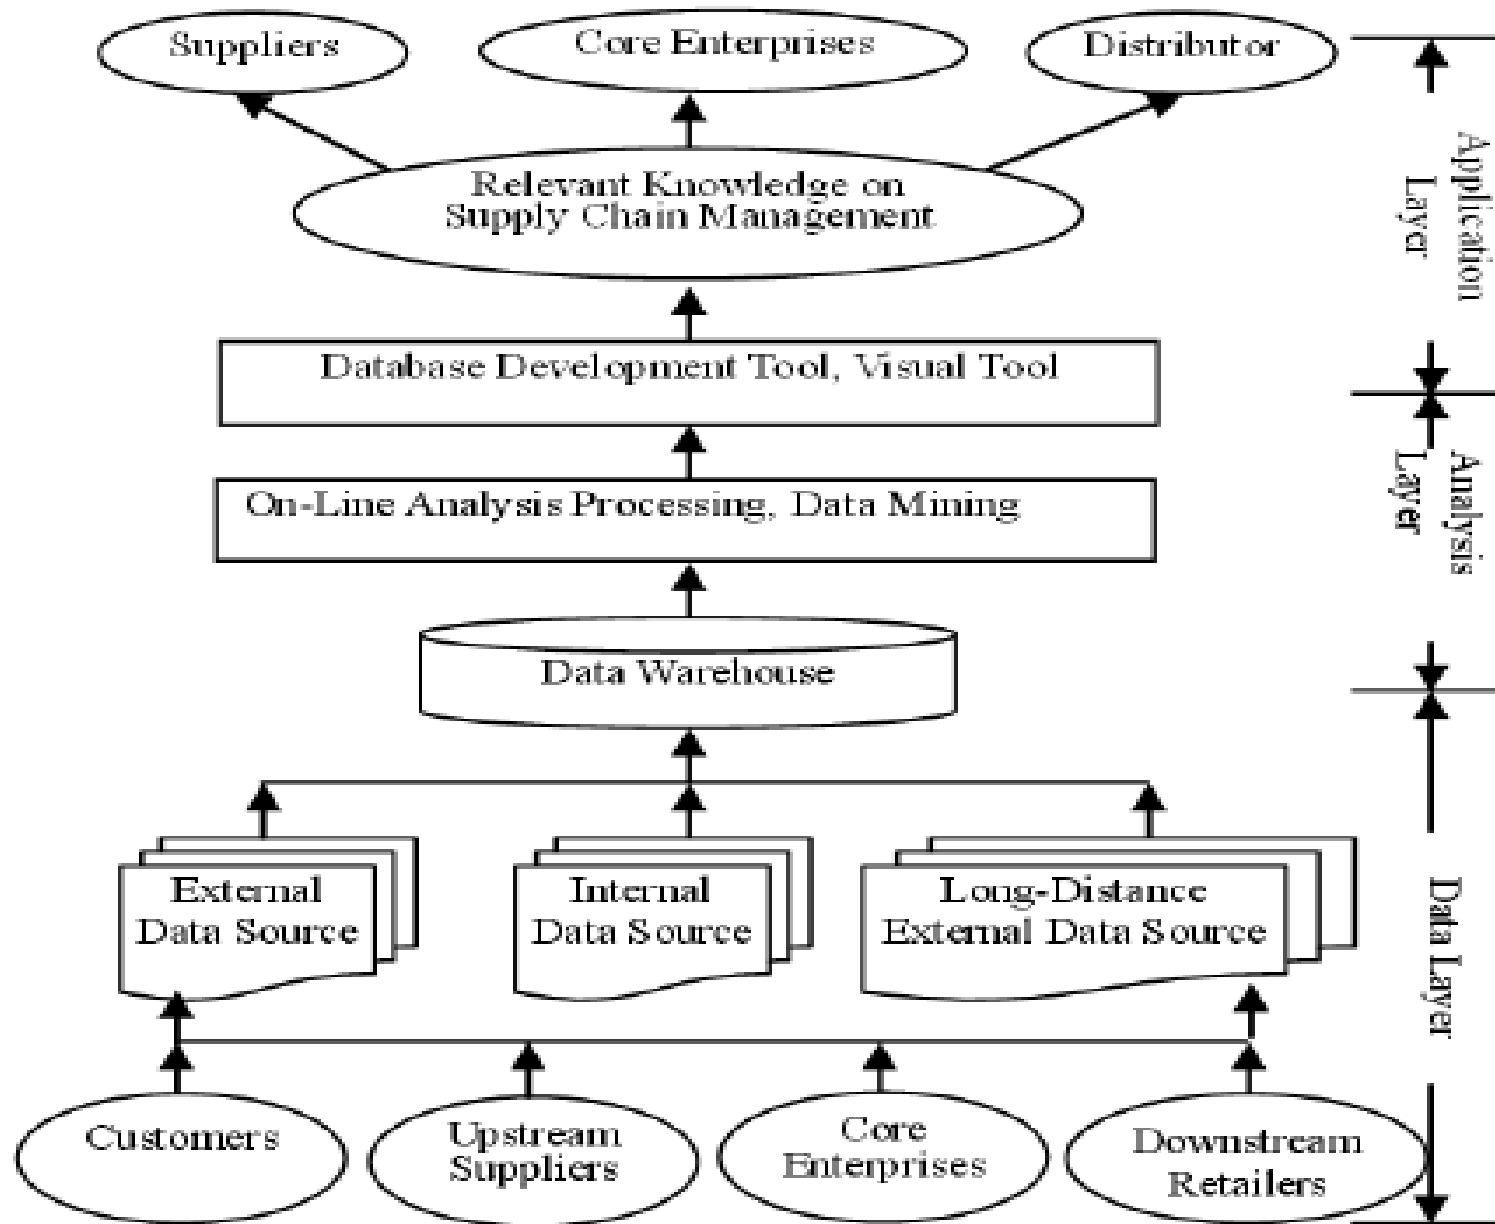 Suppliers
Core Enterprises
Distributor
Relevant Knowledge on
Supply Chain Management
Application
Layer
Database Development Tool, Visual Tool
On-Line Analysis Processing, Data Mining
Analysis
Layer
Data Warehouse
External
Data Source
Internal
Data Source
Long-Distance
External Data Source
Data Layer
Customers
Upstream
Suppliers
Core
Enterprises
Downstream
Retailers